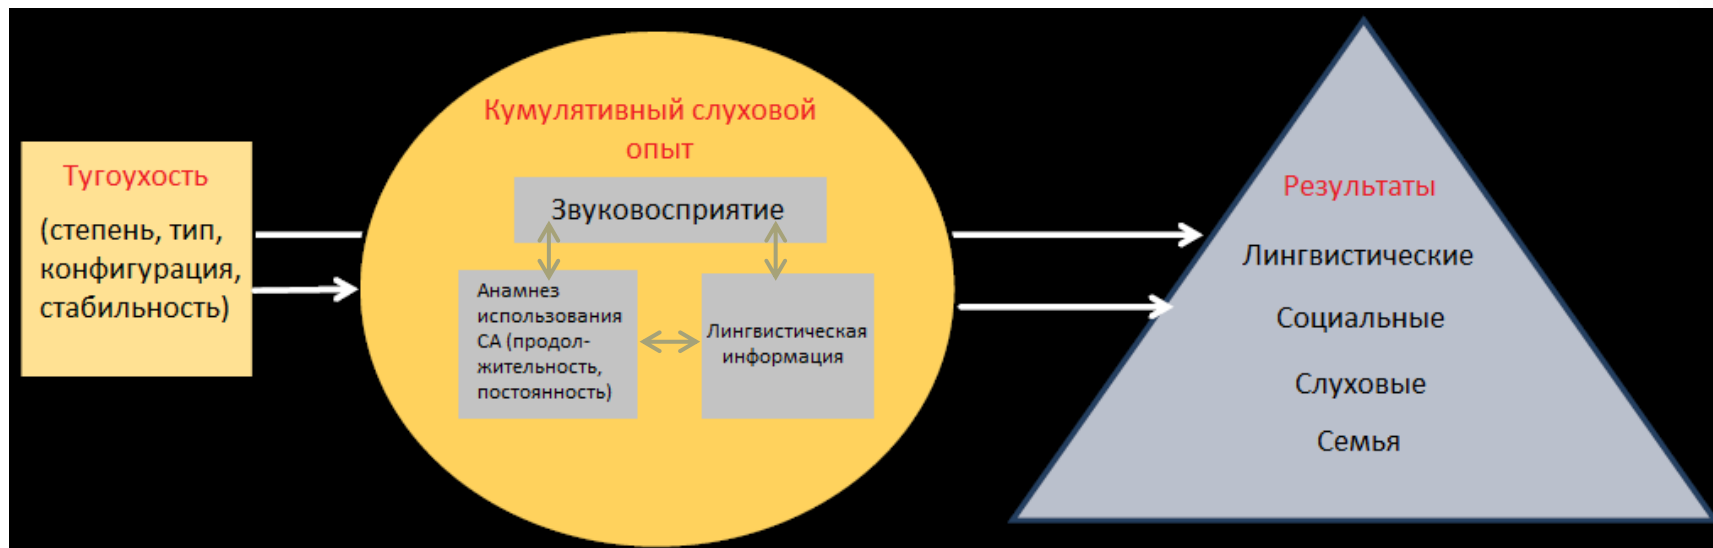 Тугоухость
(степень, тип,
конфигурация,
стабильность)
Кумулятивный слуховой
опыт
Звуковосприятие
Анамнез
использования
СА (продол-
жительность,
постоянность)
Лингвистическая
информация
Результаты
Лингвистические
Социальные
Слуховые
Семья